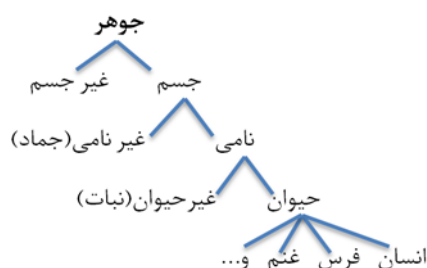 جوهر
جسم غیر جسم
نامی غیر نامی(جماد)
حیوان غیرحیوان(نبات)
انسان فرس غنم و...